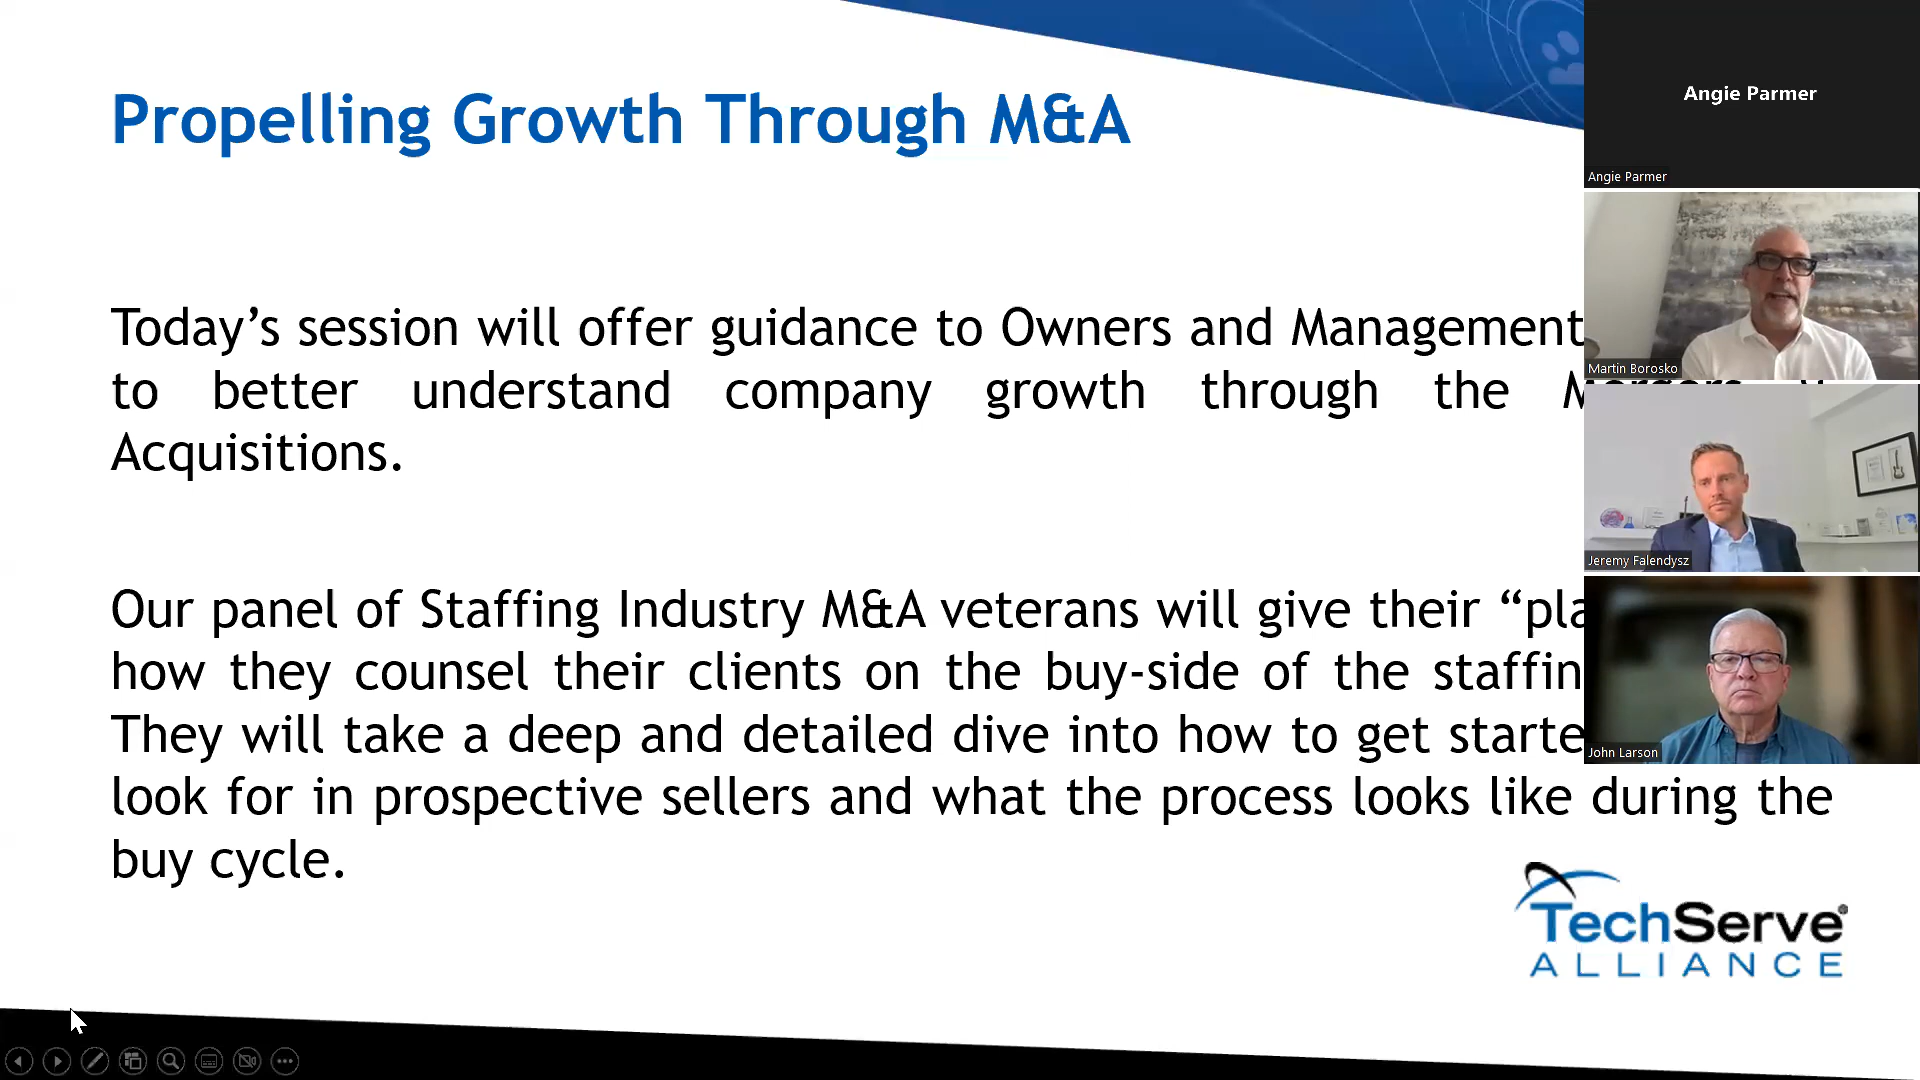 Propelling Growth Through M&A
Today’s session will offer guidance to Owners and Management
to better understand company growth through the
Acquisitions.
Our panel of Staffing Industry M&A veterans will give their
how they counsel their clients on the buy-side of the
They will take a deep and detailed dive into how to get
look for in prospective sellers and what the process looks like during the
buy cycle.
TechServe
ALLIANCE
Angie Parmer
Angie Parmer
Martin Borosko
Jeremy Falendysz
John Larson